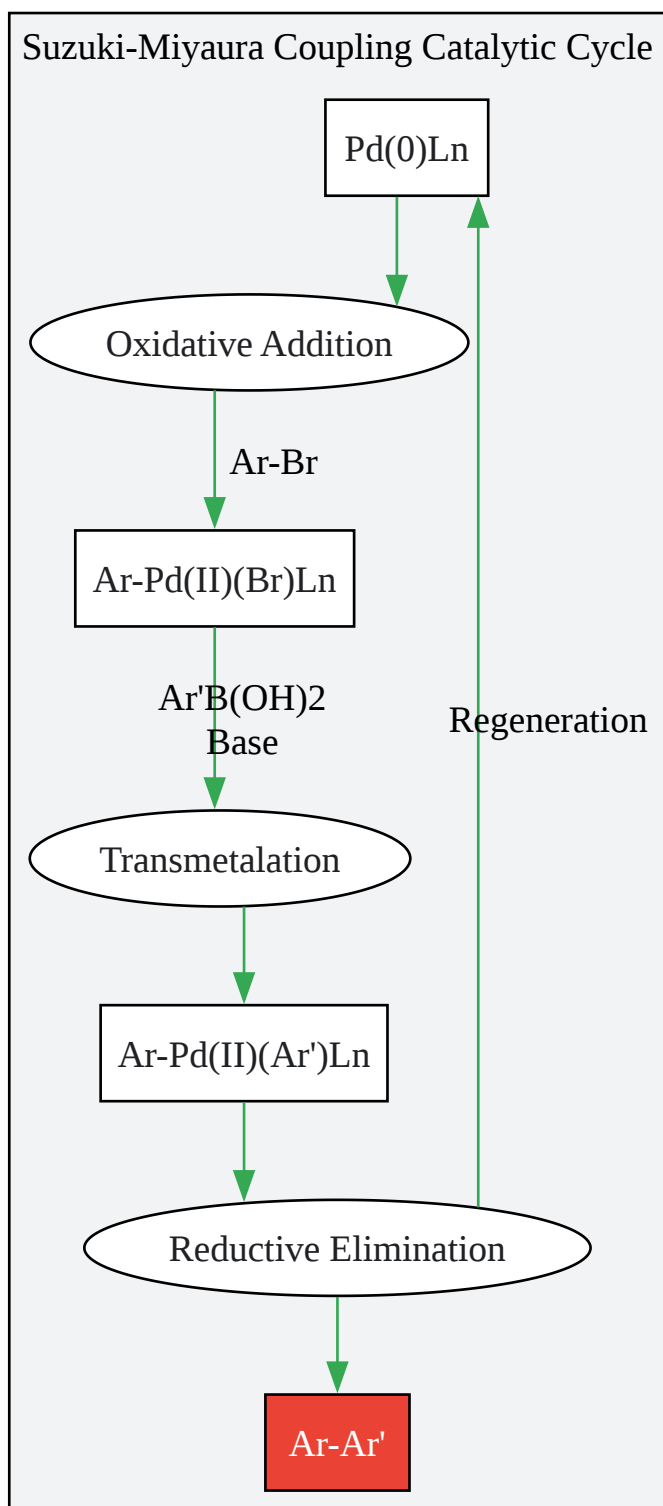 Suzuki-Miyaura Coupling Catalytic Cycle
Pd(0)Ln
Oxidative Addition
Ar-Br
Ar-Pd(II)(Br)Ln
Ar'B(OH)2
Base
Regeneration
Transmetalation
Ar-Pd(II)(Ar')Ln
Reductive Elimination
Ar-Ar'